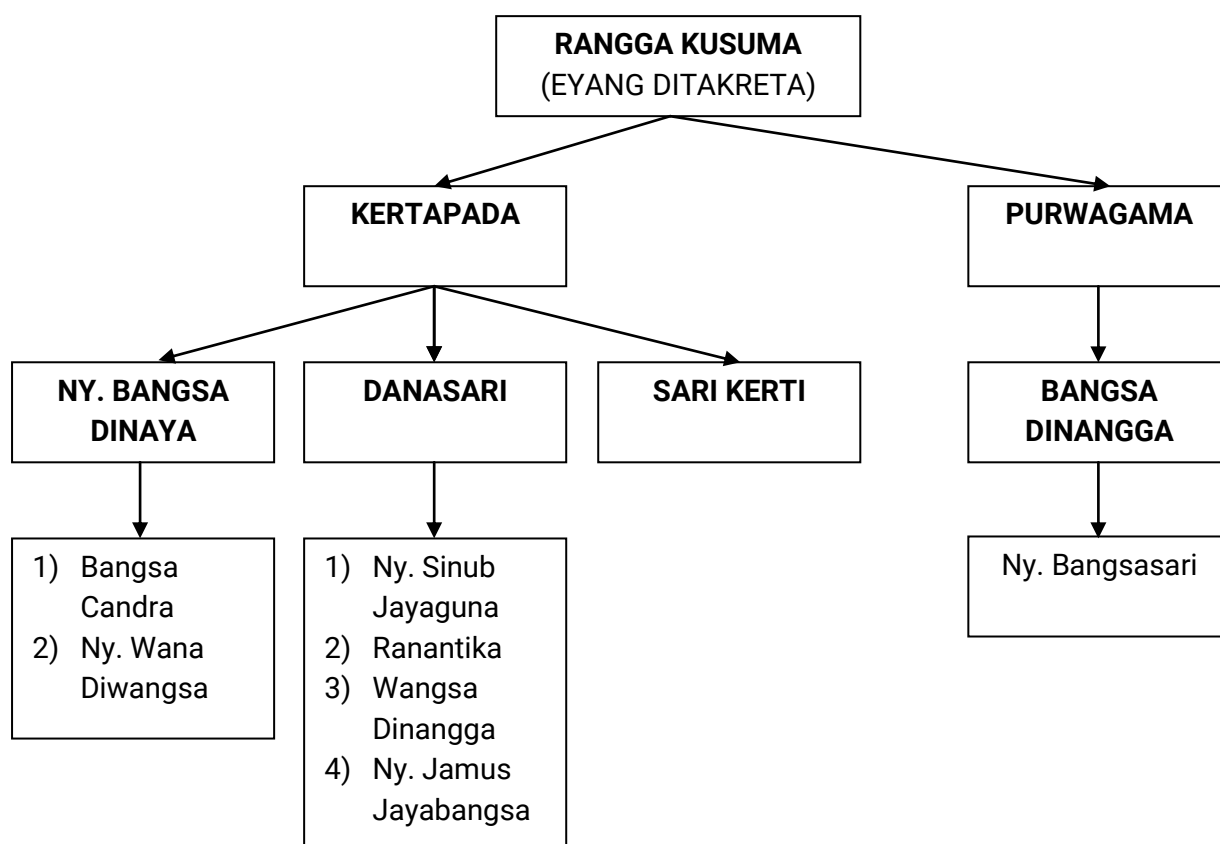 RANGGA KUSUMA
(EYANG DITAKRETA)
KERTAPADA
PURWAGAMA
NY. BANGSA
DINAYA
DANASARI
SARI KERTI
BANGSA
DINANGGA
1) Bangsa
Candra
2) Ny. Wana
Diwangsa
1) Ny. Sinub
Jayaguna
2) Ranantika
3) Wangsa
Dinangga
4) Ny. Jamus
Jayabangsa
Ny. Bangsasari